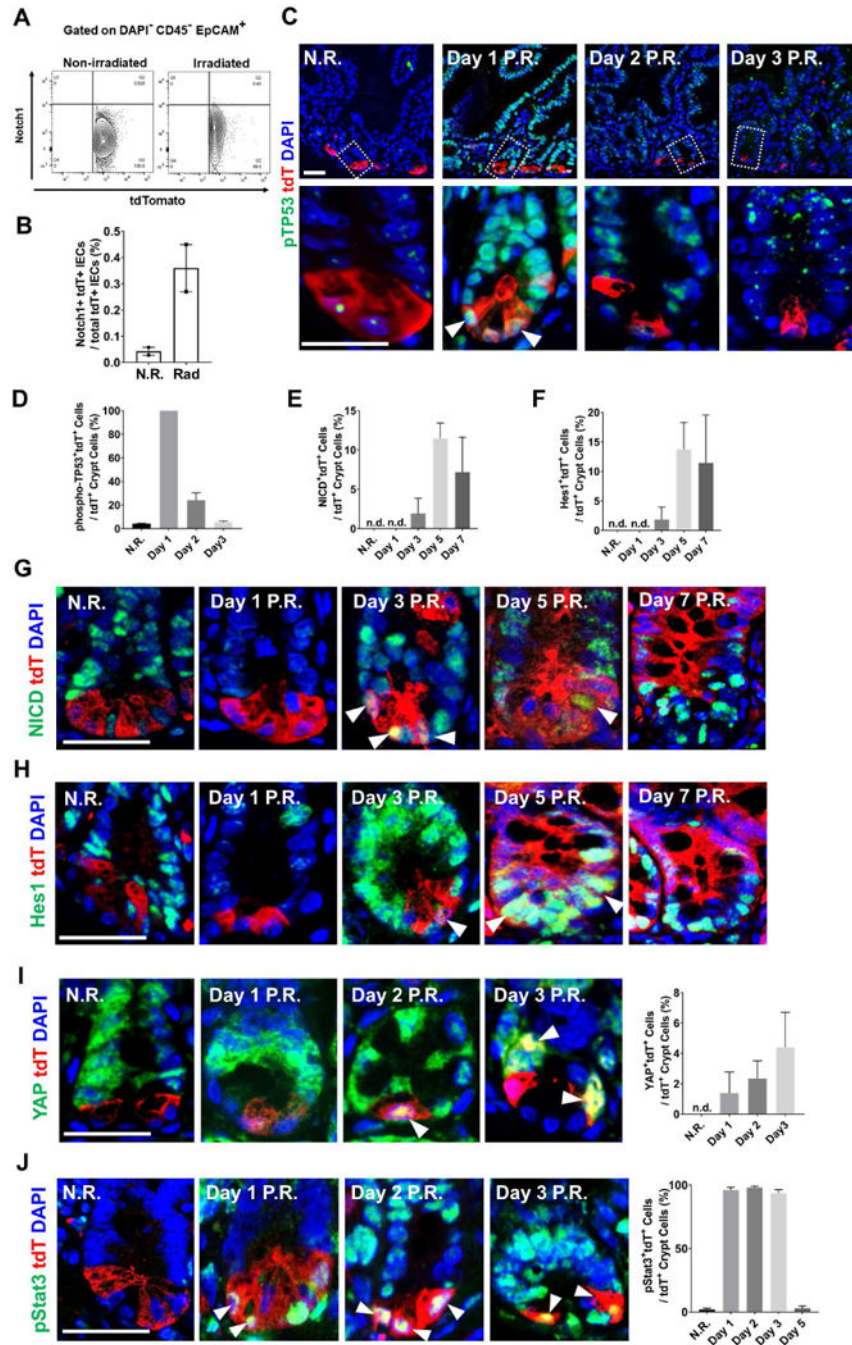 A
Gated on DAPI⁻ CD45⁻ EpCAM⁺
Non-irradiated
Irradiated
Notch1
tdTomato
B
Notch1+ tdT+ IECs
/ total tdT+ IECs (%)
0.5
0.4
0.3
0.2
0.1
0.0
N.R.
Rad
C
N.R.
Day 1 P.R.
Day 2 P.R.
Day 3 P.R.
pTP53 tdT DAPI
D
phospho-TP53⁺tdT⁺ Cells
/ tdT⁺ Crypt Cells (%)
100
80
60
40
20
0
N.R.
Day 1
Day 2
Day3
E
NICD⁺tdT⁺ Cells
/ tdT⁺ Crypt Cells (%)
15
10
5
0
n.d.
n.d.
N.R.
Day 1
Day 3
Day 5
Day 7
F
Hes1⁺tdT⁺ Cells
/ tdT⁺ Crypt Cells (%)
20
15
10
5
0
n.d.
n.d.
N.R.
Day 1
Day 3
Day 5
Day 7
G
N.R.
Day 1 P.R.
Day 3 P.R.
Day 5 P.R.
Day 7 P.R.
NICD tdT DAPI
H
N.R.
Day 1 P.R.
Day 3 P.R.
Day 5 P.R.
Day 7 P.R.
Hes1 tdT DAPI
I
N.R.
Day 1 P.R.
Day 2 P.R.
Day 3 P.R.
YAP tdT DAPI
YAP⁺tdT⁺ Cells
/ tdT⁺ Crypt Cells (%)
8
6
4
2
0
n.d.
N.R.
Day 1
Day 2
Day3
J
N.R.
Day 1 P.R.
Day 2 P.R.
Day 3 P.R.
pStat3 tdT DAPI
pStat3⁺tdT⁺ Cells
/ tdT⁺ Crypt Cells (%)
100
50
0
N.R.
Day 1
Day 2
Day 3
Day 5